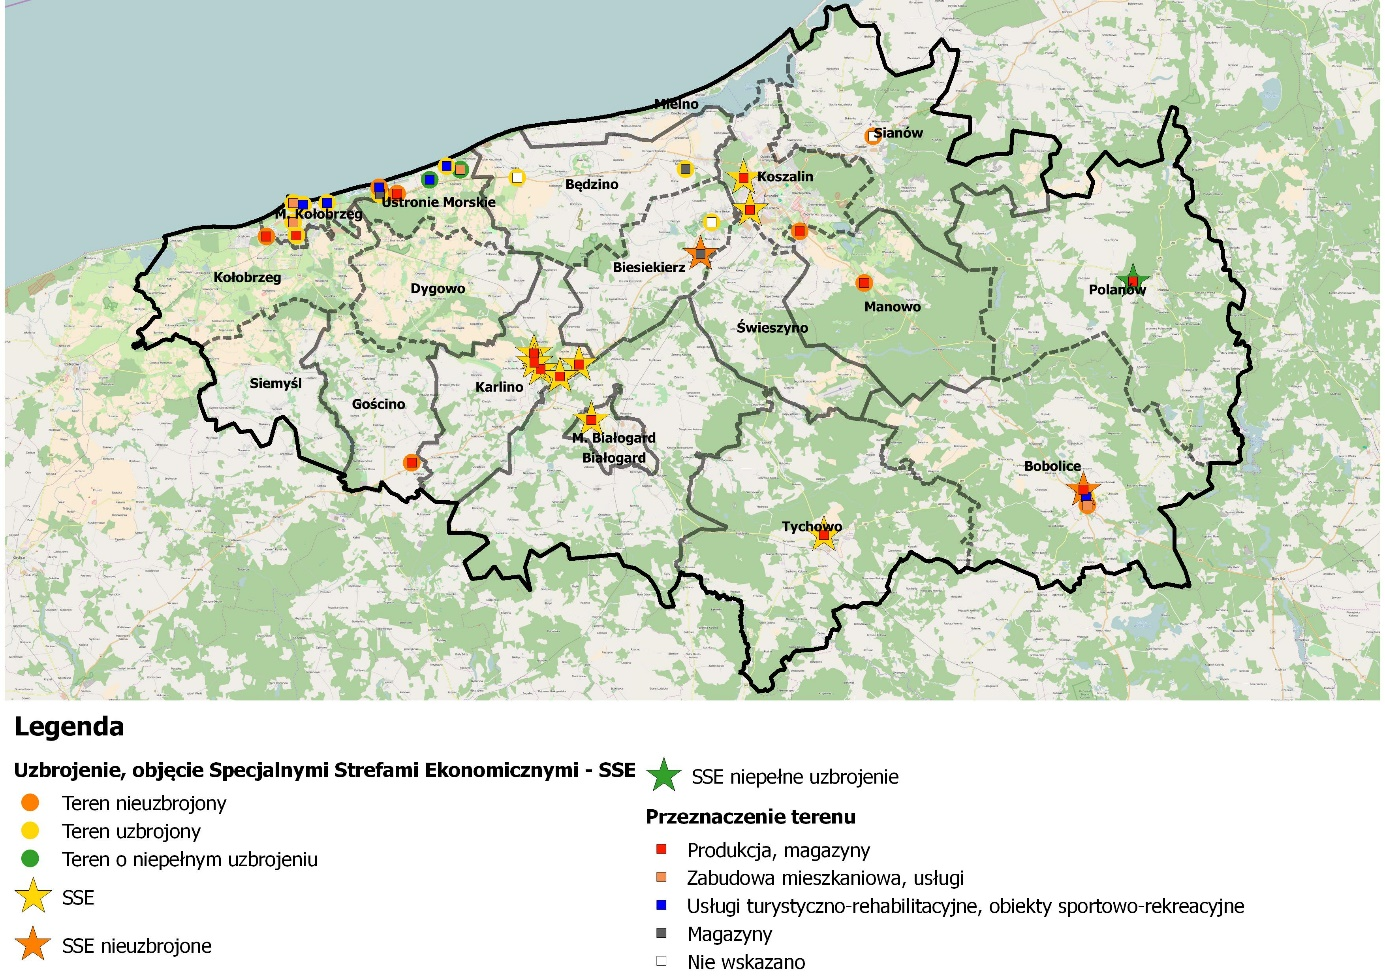 Mielno
Sianów
Koszalin
Będzino
Ustronie Morskie
M. Kołobrzeg
Biesiekierz
Kołobrzeg
Dygowo
Polanów
Manowo
Świeszyno
Siemyśl
Karlino
Gościno
M. Białogard
Białogard
Bobolice
Tychowo
Legenda
Uzbrojenie, objęcie Specjalnymi Strefami Ekonomicznymi - SSE
Teren nieuzbrojony
Teren uzbrojony
Teren o niepełnym uzbrojeniu
SSE
SSE nieuzbrojone
SSE niepełne uzbrojenie
Przeznaczenie terenu
Produkcja, magazyny
Zabudowa mieszkaniowa, usługi
Usługi turystyczno-rehabilitacyjne, obiekty sportowo-rekreacyjne
Magazyny
Nie wskazano